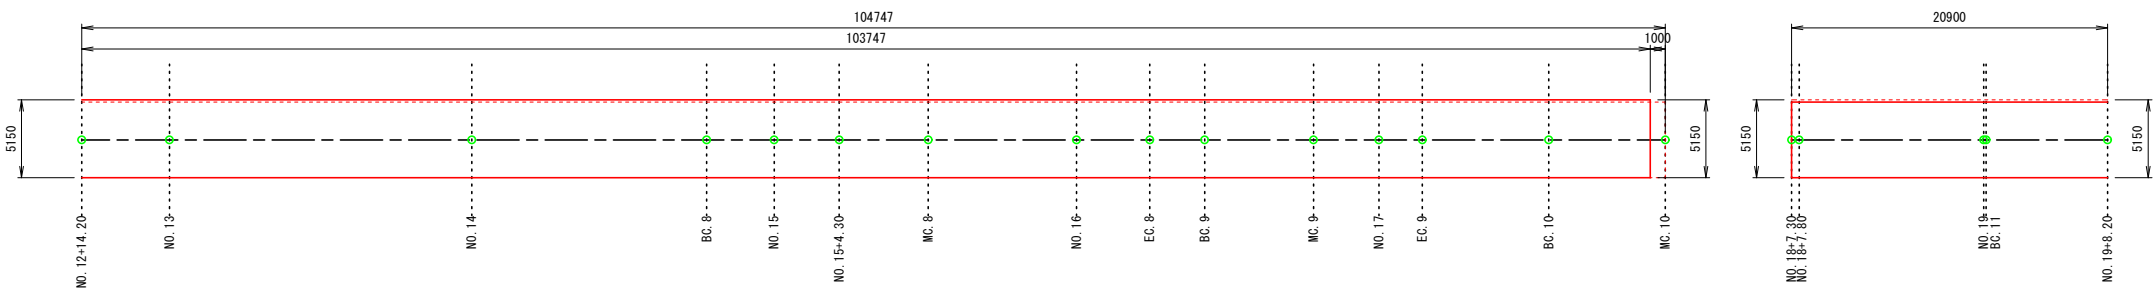 104747
103747
1000
20900
5150
5150
5150
5150
NO.12+14.20
NO.13
NO.14
BC.8
NO.15
NO.15+4.30
MC.8
NO.16
EC.8
BC.9
MC.9
NO.17
EC.9
BC.10
MC.10
NO.18+7.30
NO.18+7.80
NO.19
BC.11
NO.19+8.20